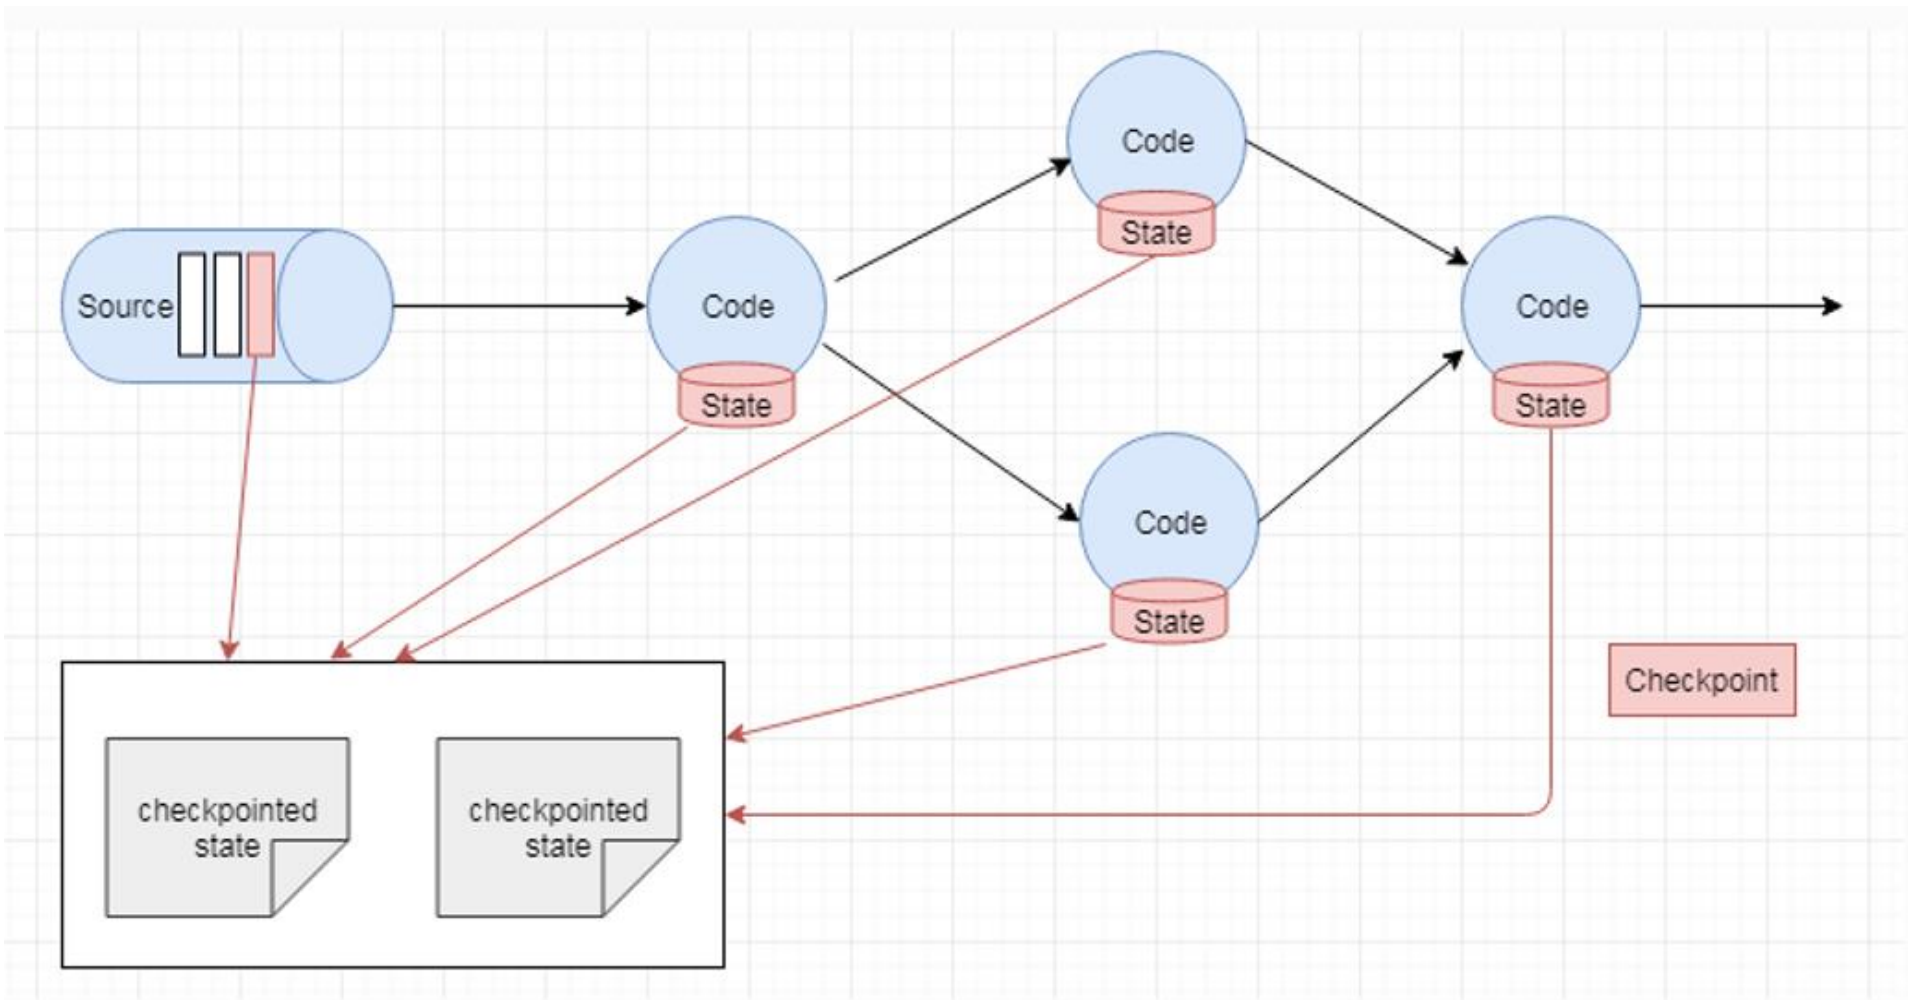 Code
State
Source
Code
State
Code
State
Code
State
Checkpoint
checkpointed
state
checkpointed
state